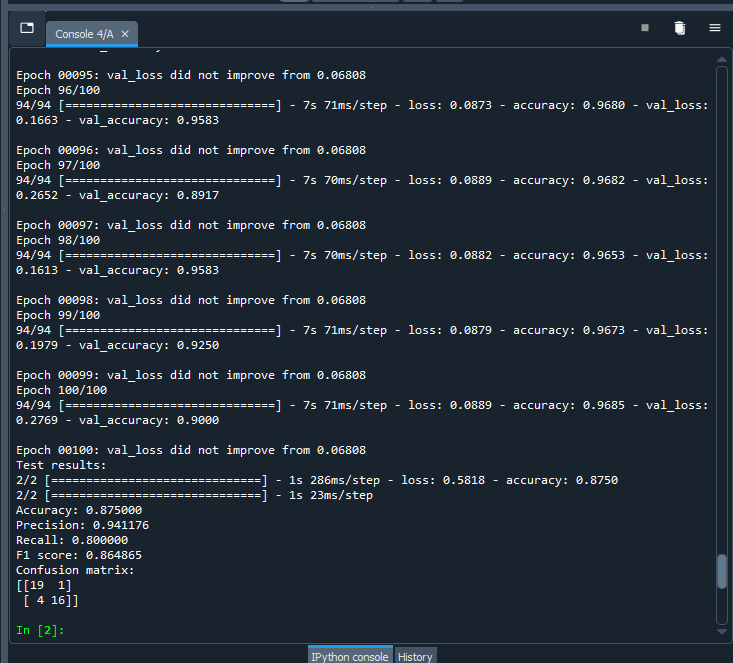 Console 4/A
Epoch 00095: val_loss did not improve from 0.06808
Epoch 96/100
94/94 [==============================] - 7s 71ms/step - loss: 0.0873 - accuracy: 0.9680 - val_loss:
0.1663 - val_accuracy: 0.9583
Epoch 00096: val_loss did not improve from 0.06808
Epoch 97/100
94/94 [==============================] - 7s 70ms/step - loss: 0.0889 - accuracy: 0.9682 - val_loss:
0.2652 - val_accuracy: 0.8917
Epoch 00097: val_loss did not improve from 0.06808
Epoch 98/100
94/94 [==============================] - 7s 70ms/step - loss: 0.0882 - accuracy: 0.9653 - val_loss:
0.1613 - val_accuracy: 0.9583
Epoch 00098: val_loss did not improve from 0.06808
Epoch 99/100
94/94 [==============================] - 7s 71ms/step - loss: 0.0879 - accuracy: 0.9673 - val_loss:
0.1979 - val_accuracy: 0.9250
Epoch 00099: val_loss did not improve from 0.06808
Epoch 100/100
94/94 [==============================] - 7s 71ms/step - loss: 0.0889 - accuracy: 0.9685 - val_loss:
0.2769 - val_accuracy: 0.9000
Epoch 00100: val_loss did not improve from 0.06808
Test results:
2/2 [==============================] - 1s 286ms/step - loss: 0.5818 - accuracy: 0.8750
2/2 [==============================] - 1s 23ms/step
Accuracy: 0.875000
Precision: 0.941176
Recall: 0.800000
F1 score: 0.864865
Confusion matrix:
[[19  1]
 [ 4 16]]
In [2]:
IPython console
History